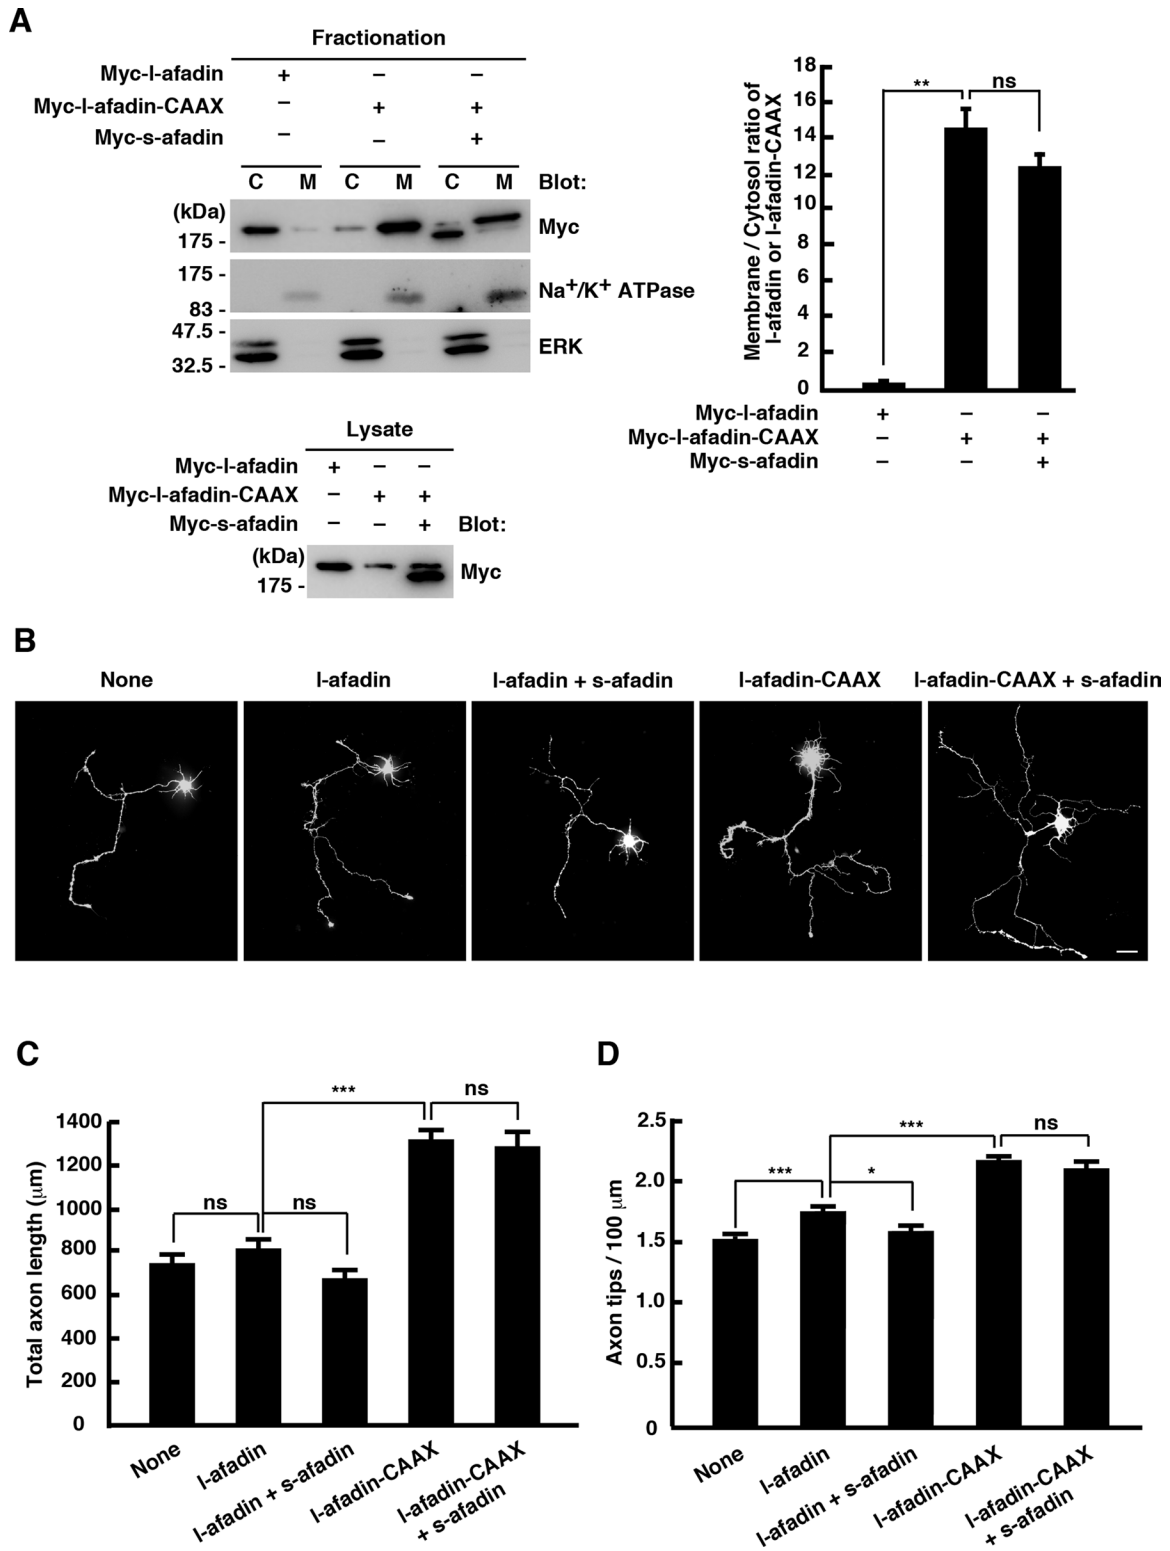 A
Fractionation
Myc-l-afadin + – –
Myc-l-afadin-CAAX – + +
Myc-s-afadin – – +
C M C M C M Blot:
(kDa)
175 -
Myc
175 -
83 -
Na+/K+ ATPase
47.5 -
32.5 -
ERK
Lysate
Myc-l-afadin + – –
Myc-l-afadin-CAAX – + +
Myc-s-afadin – – + Blot:
(kDa)
175 -
Myc
Membrane / Cytosol ratio of
l-afadin or l-afadin-CAAX
18
16
14
12
10
8
6
4
2
0
** ns
Myc-l-afadin + – –
Myc-l-afadin-CAAX – + +
Myc-s-afadin – – +
B
None l-afadin l-afadin + s-afadin l-afadin-CAAX l-afadin-CAAX + s-afadin
C
Total axon length (μm)
1400
1200
1000
800
600
400
200
0
*** ns
ns ns
None
l-afadin
l-afadin + s-afadin
l-afadin-CAAX
l-afadin-CAAX
+ s-afadin
D
Axon tips / 100 μm
2.5
2.0
1.5
1.0
0.5
0
*** ns
*** *
None
l-afadin
l-afadin + s-afadin
l-afadin-CAAX
l-afadin-CAAX
+ s-afadin